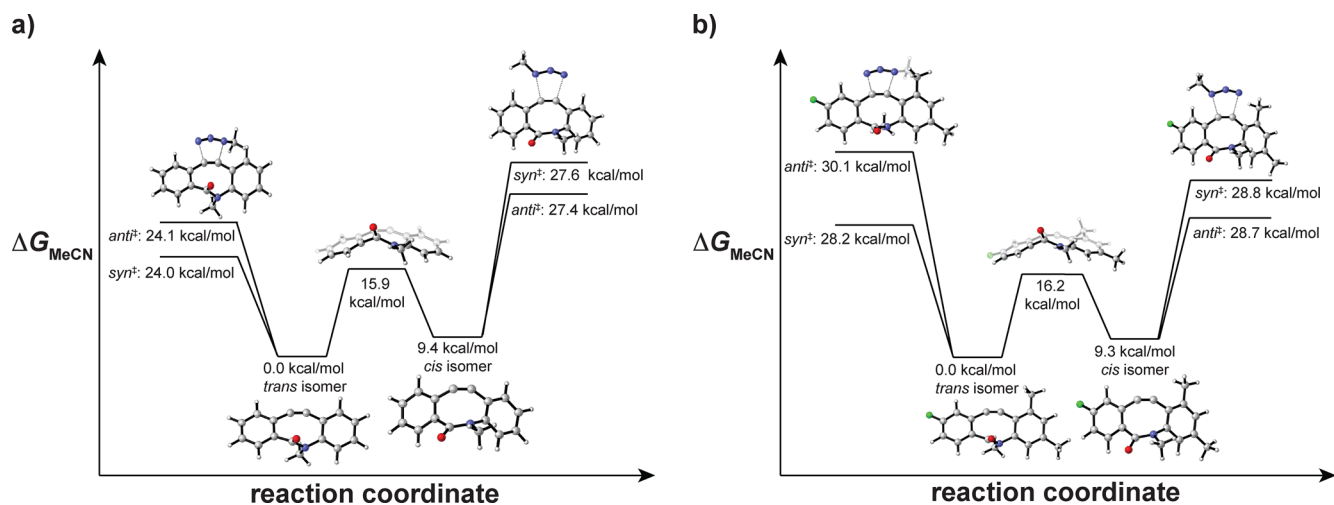 a)
ΔG MeCN
anti‡: 24.1 kcal/mol
syn‡: 24.0 kcal/mol
0.0 kcal/mol
trans isomer
15.9
kcal/mol
9.4 kcal/mol
cis isomer
syn‡: 27.6 kcal/mol
anti‡: 27.4 kcal/mol
reaction coordinate
b)
ΔG MeCN
anti‡: 30.1 kcal/mol
syn‡: 28.2 kcal/mol
0.0 kcal/mol
trans isomer
16.2
kcal/mol
9.3 kcal/mol
cis isomer
syn‡: 28.8 kcal/mol
anti‡: 28.7 kcal/mol
reaction coordinate